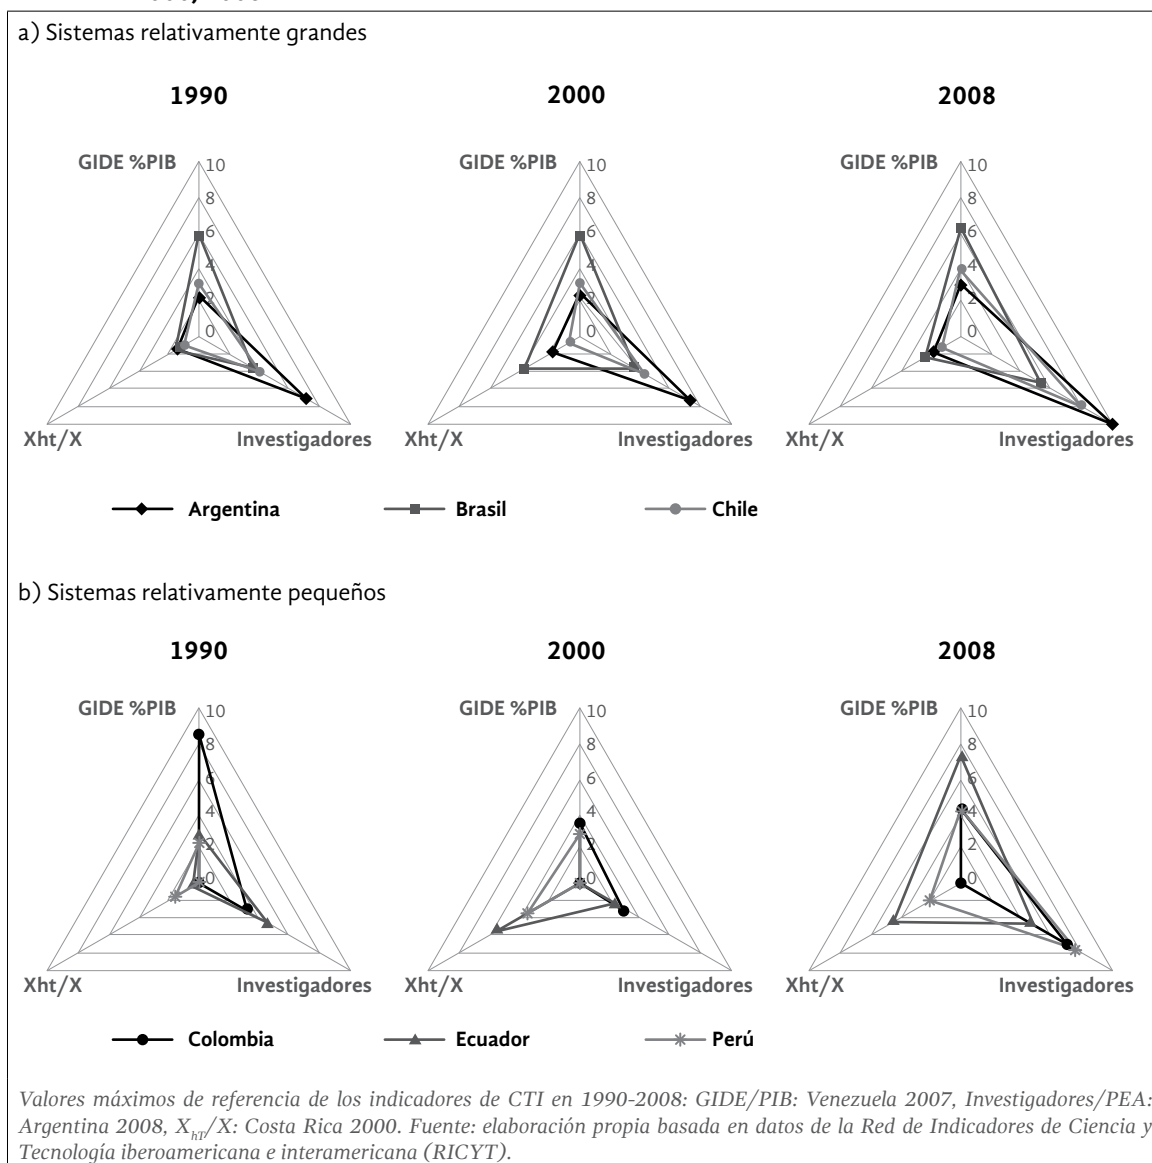 a) Sistemas relativamente grandes
1990
2000
2008
GIDE %PIB
10
8
6
4
2
0
Xht/X
Investigadores
GIDE %PIB
10
8
6
4
2
0
Xht/X
Investigadores
GIDE %PIB
10
8
6
4
2
0
Xht/X
Investigadores
Argentina
Brasil
Chile
b) Sistemas relativamente pequeños
1990
2000
2008
GIDE %PIB
10
8
6
4
2
0
Xht/X
Investigadores
GIDE %PIB
10
8
6
4
2
0
Xht/X
Investigadores
GIDE %PIB
10
8
6
4
2
0
Xht/X
Investigadores
Colombia
Ecuador
Perú
Valores máximos de referencia de los indicadores de CTI en 1990-2008: GIDE/PIB: Venezuela 2007, Investigadores/PEA:
Argentina 2008, XhT/X: Costa Rica 2000. Fuente: elaboración propia basada en datos de la Red de Indicadores de Ciencia y
Tecnología iberoamericana e interamericana (RICYT).